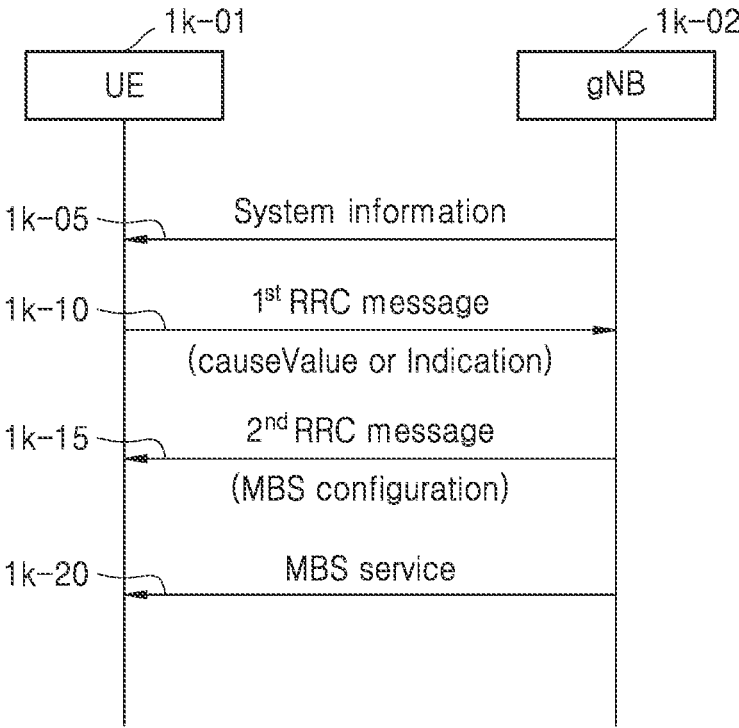 1k-01
1k-02
UE
gNB
1k-05
System information
1k-10
1st RRC message
(causeValue or Indication)
1k-15
2nd RRC message
(MBS configuration)
1k-20
MBS service